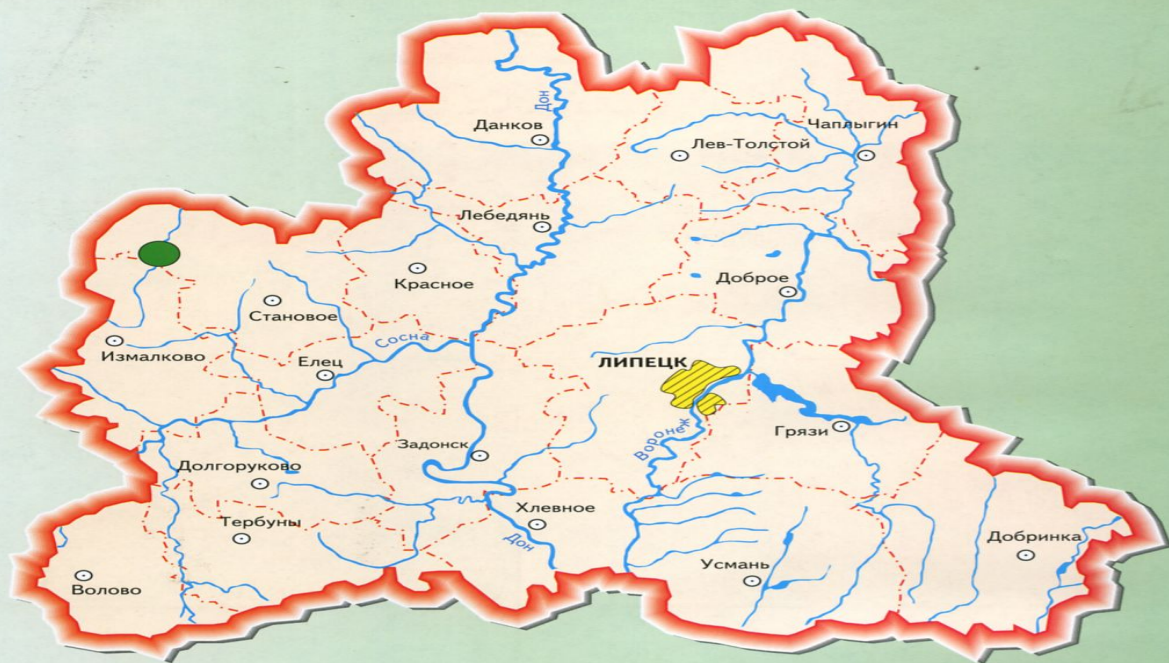 Дон
Данков
Чаплыгин
Лев-Толстой
Лебедянь
Красное
Доброе
Становое
Сосна
Измалково
Елец
ЛИПЕЦК
Грязи
Воронеж
Задонск
Долгоруково
Хлевное
Тербуны
Дон
Добринка
Усмань
Волово